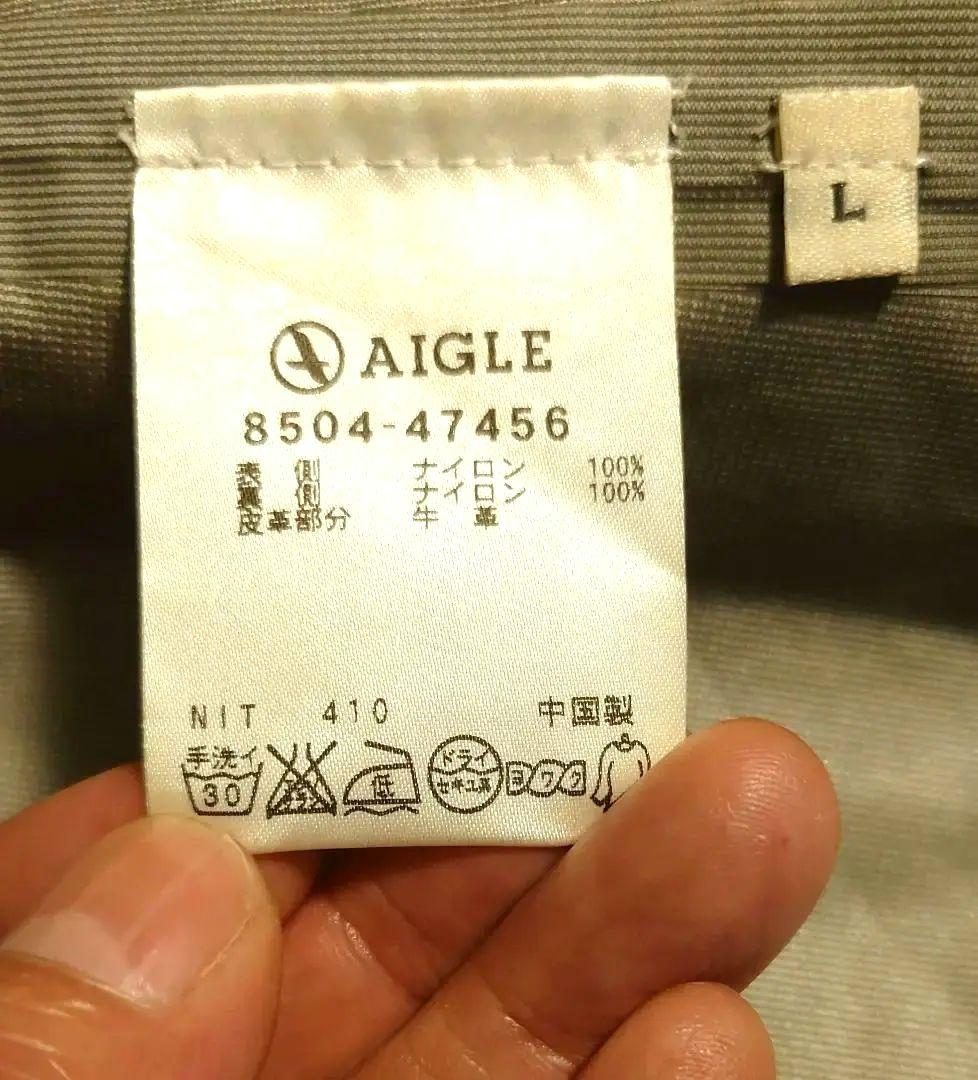 L
AIGLE
8504-47456
表 側 ナイロン 100%
裏 側 ナイロン 100%
皮革部分 牛 革
NIT 410 中国製
手洗イ
30
低
ドライ
セキユ系
ヨワク